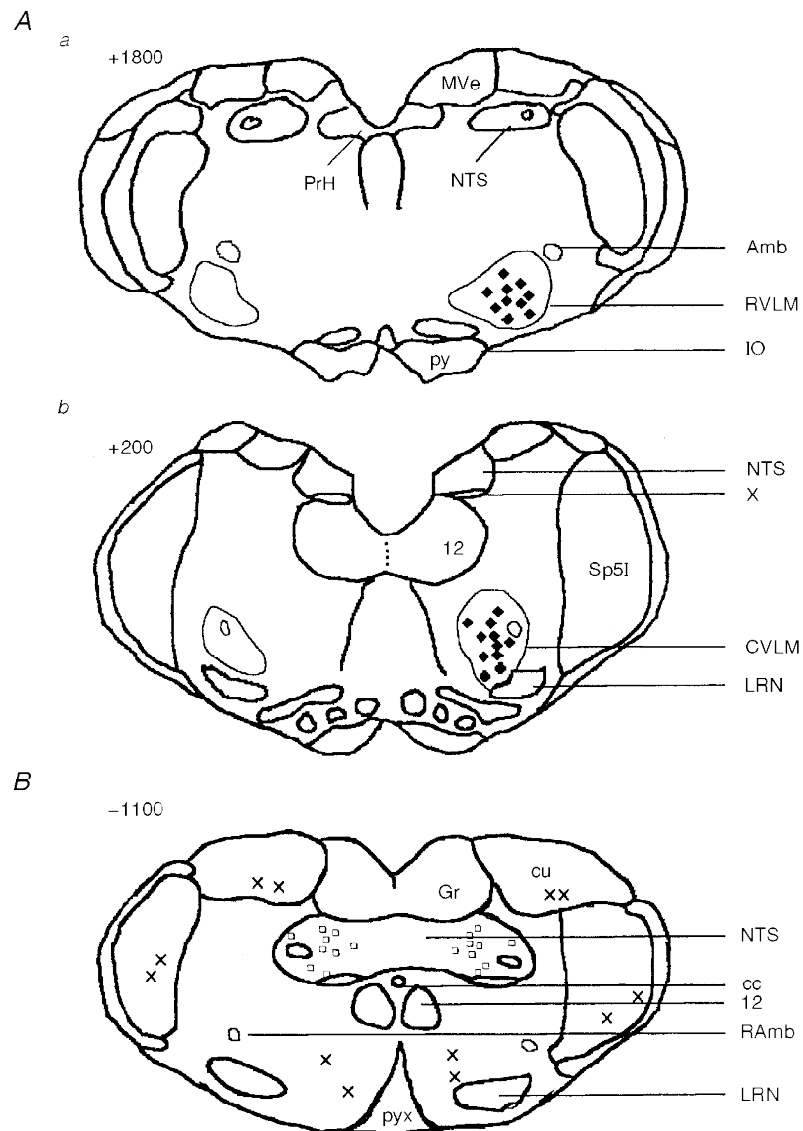 A
a
+1800
MVe
PrH
NTS
Amb
RVLM
IO
py
b
+200
NTS
X
12
Sp5I
CVLM
LRN
B
−1100
cu
Gr
NTS
cc
12
RAmb
LRN
pyx